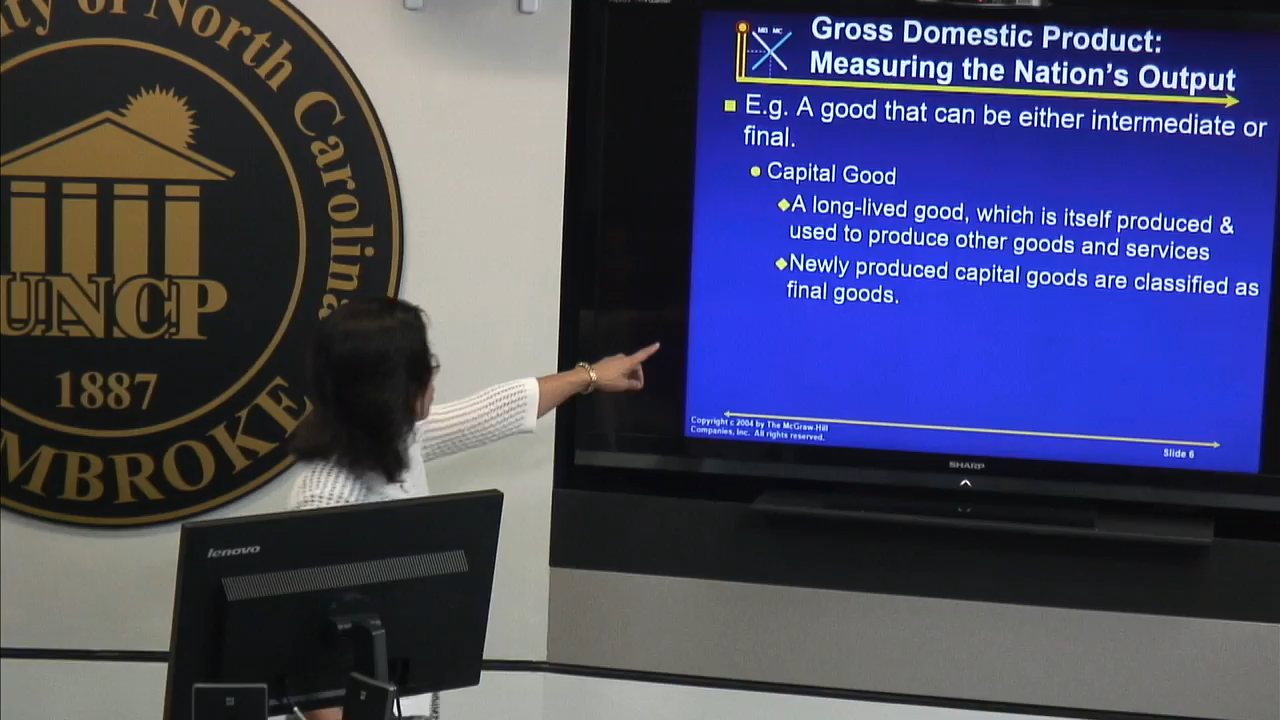 ty of North Carolina
UNCP
1887
MBROKE
lenovo
MB MC
Gross Domestic Product:
Measuring the Nation's Output
E.g. A good that can be either intermediate or
final.
Capital Good
A long-lived good, which is itself produced &
used to produce other goods and services
Newly produced capital goods are classified as
final goods.
Copyright c 2004 by The McGraw-Hill
Companies, Inc. All rights reserved.
Slide 6
SHARP